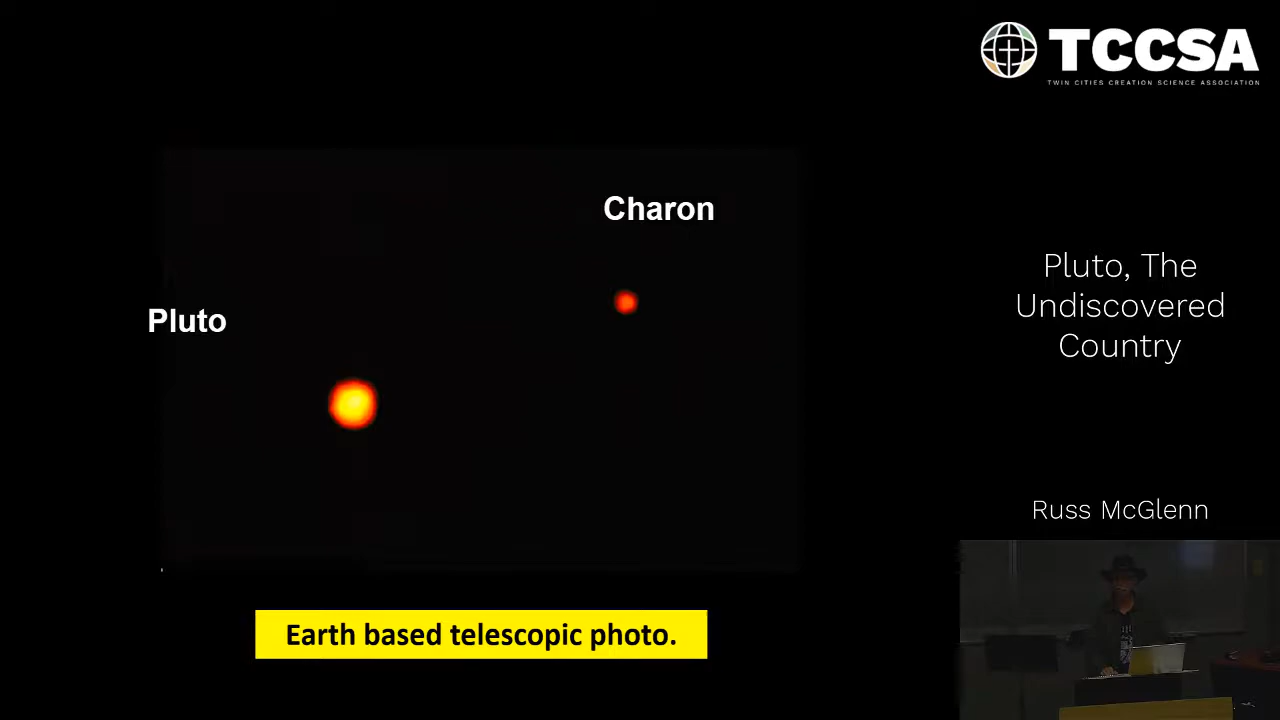 TCCSA
TWIN CITIES CREATION SCIENCE ASSOCIATION
Charon
Pluto
Pluto, The
Undiscovered
Country
Russ McGlenn
Earth based telescopic photo.